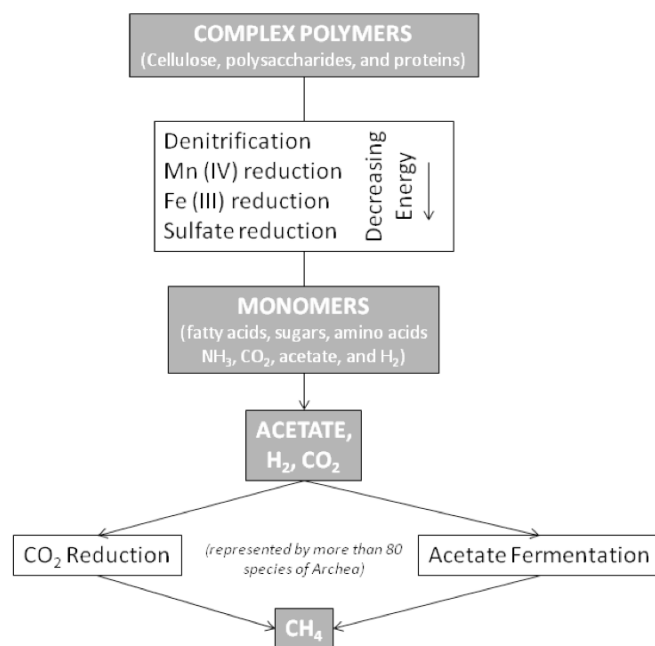 COMPLEX POLYMERS
(Cellulose, polysaccharides, and proteins)
Denitrification
Mn (IV) reduction
Fe (III) reduction
Sulfate reduction
Decreasing
Energy
MONOMERS
(fatty acids, sugars, amino acids
NH₃, CO₂, acetate, and H₂)
ACETATE,
H₂, CO₂
CO₂ Reduction
(represented by more than 80
species of Archea)
Acetate Fermentation
CH₄